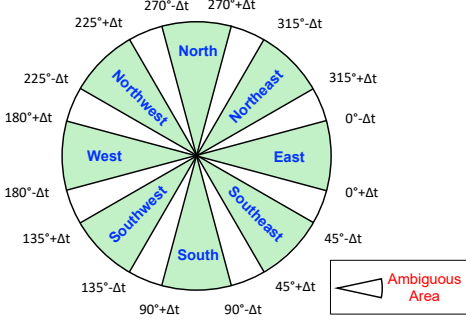 270°-Δt 270°+Δt
225°+Δt 315°-Δt
North
225°-Δt Northwest Northeast 315°+Δt
180°+Δt 0°-Δt
West East
180°-Δt 0°+Δt
135°+Δt Southwest Southeast 45°-Δt
South
135°-Δt 45°+Δt
90°+Δt 90°-Δt
Ambiguous
Area